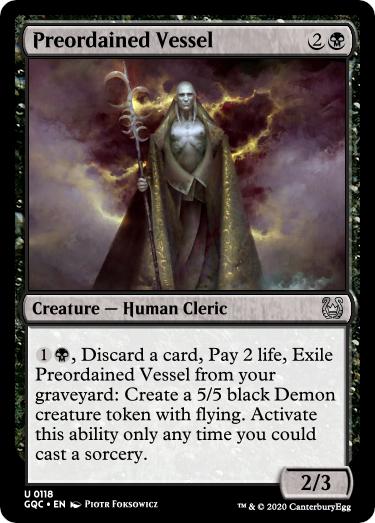 Preordained Vessel 2
Creature — Human Cleric
1, Discard a card, Pay 2 life, Exile
Preordained Vessel from your
graveyard: Create a 5/5 black Demon
creature token with flying. Activate
this ability only any time you could
cast a sorcery.
2/3
U 0118
GQC • EN Piotr Foksowicz
™ & © 2020 CanterburyEgg